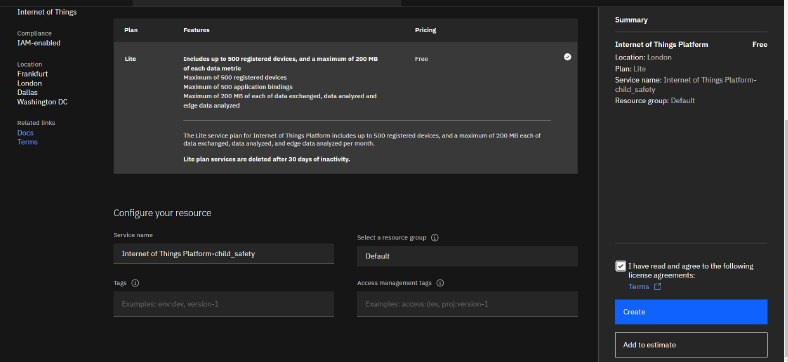 Internet of Things
Compliance
IAM-enabled
Location
Frankfurt
London
Dallas
Washington DC
Related links
Docs
Terms
Plan
Features
Pricing
Lite
Includes up to 500 registered devices, and a maximum of 200 MB
of each data metric
Maximum of 500 registered devices
Maximum of 500 application bindings
Maximum of 200 MB of each of data exchanged, data analyzed and
edge data analyzed
Free
The Lite service plan for Internet of Things Platform includes up to 500 registered devices, and a maximum of 200 MB each of
data exchanged, data analyzed, and edge data analyzed per month.
Lite plan services are deleted after 30 days of inactivity.
Configure your resource
Service name
Internet of Things Platform-child_safety
Select a resource group
Default
Tags
Examples: env:dev, version-1
Access management tags
Examples: access:dev, proj:version-1
Summary
Internet of Things Platform
Free
Location: London
Plan: Lite
Service name: Internet of Things Platform-
child_safety
Resource group: Default
I have read and agree to the following
license agreements:
Terms
Create
Add to estimate